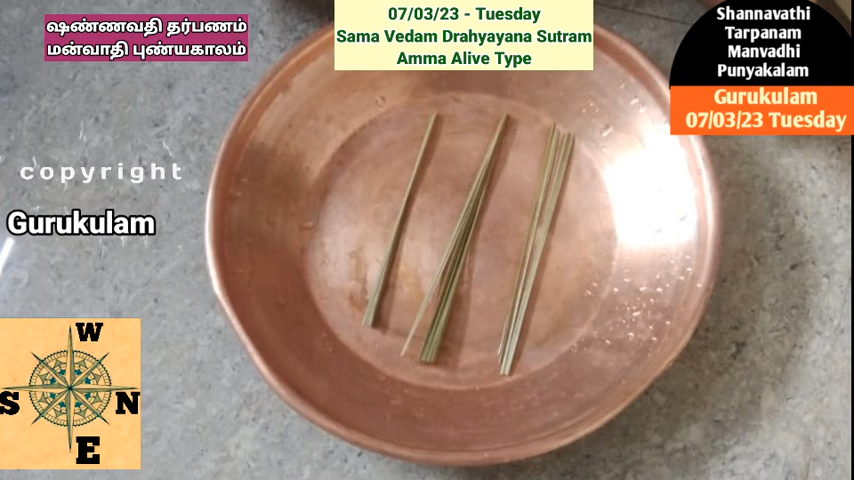 ஷண்ணவதி தர்பணம்
மன்வாதி புண்யகாலம்
07/03/23 - Tuesday
Sama Vedam Drahyayana Sutram
Amma Alive Type
Shannavathi
Tarpanam
Manvadhi
Punyakalam
Gurukulam
07/03/23 Tuesday
copyright
Gurukulam
W
S
N
E